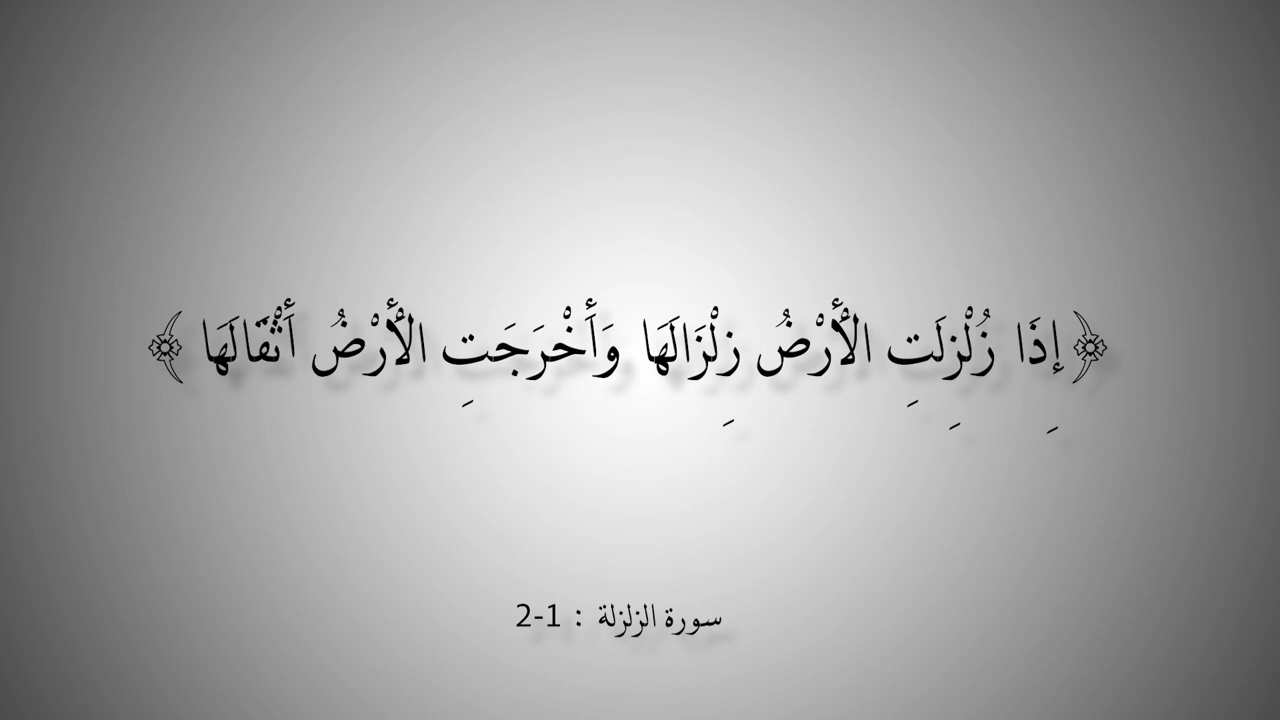 ﴿إِذَا زُلْزِلَتِ الْأَرْضُ زِلْزَالَهَا وَأَخْرَجَتِ الْأَرْضُ أَثْقَالَهَا ﴾
سورة الزلزلة : 1-2